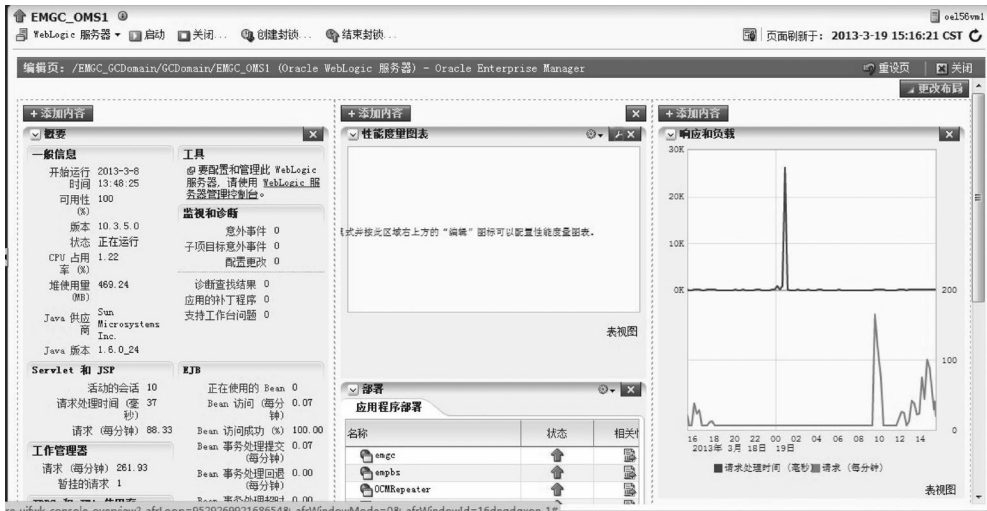 EMGC_OMS1
oel56vm1
WebLogic 服务器 启动 关闭... 创建封锁... 结束封锁...
页面刷新于: 2013-3-19 15:16:21 CST
编辑页: /EMGC_GCDomain/GCDomain/EMGC_OMS1 (Oracle WebLogic 服务器) - Oracle Enterprise Manager
重设页 关闭
更改布局
+添加内容
概要
一般信息
开始运行时间 2013-3-8 13:48:25
可用性 (%) 100
版本 10.3.5.0
状态 正在运行
CPU 占用率 (%) 1.22
堆使用量 (MB) 469.24
Java 供应商 Sun Microsystems Inc.
Java 版本 1.6.0_24
Servlet 和 JSP
活动的会话 10
请求处理时间 (毫秒) 37
请求 (每分钟) 88.33
工作管理器
请求 (每分钟) 261.93
暂挂的请求 1
工具
要配置和管理此 WebLogic
服务器, 请使用 WebLogic 服
务器管理控制台。
监视和诊断
意外事件 0
子项目标意外事件 0
配置更改 0
诊断查找结果 0
应用的补丁程序 0
支持工作台问题 0
EJB
正在使用的 Bean 0
Bean 访问 (每分钟) 0.07
Bean 访问成功 (%) 100.00
Bean 事务处理提交 (每分钟) 0.07
Bean 事务处理回退 (每分钟) 0.00
Bean 事务处理超时 0.00
+添加内容
性能度量图表
式并按此区域右上方的“编辑”图标可以配置性能度量图表。
表视图
部署
应用程序部署
名称 状态
emgc
empbs
OCMRepeater
+添加内容
响应和负载
30K
20K
10K
0K
200
100
0
16 18 20 22 00 02 04 06 08 10 12 14
2013年 3月 18日 19日
请求处理时间 (毫秒) 请求 (每分钟)
表视图